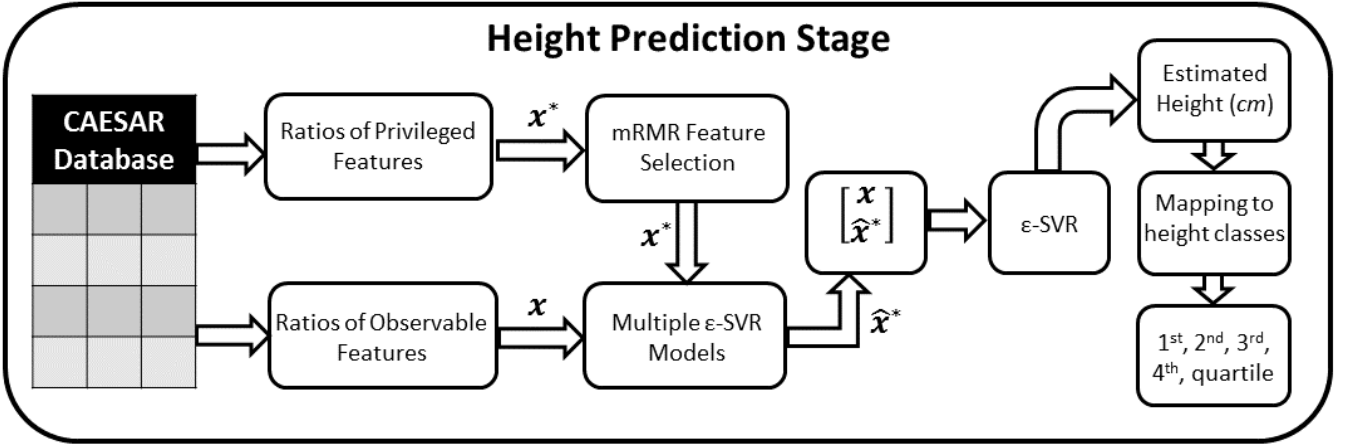 Height Prediction Stage
CAESAR
Database
Ratios of Privileged
Features
x*
mRMR Feature
Selection
x*
Ratios of Observable
Features
x
Multiple ε-SVR
Models
x̂*
[x
x̂*]
ε-SVR
Estimated
Height (cm)
Mapping to
height classes
1st, 2nd, 3rd,
4th, quartile